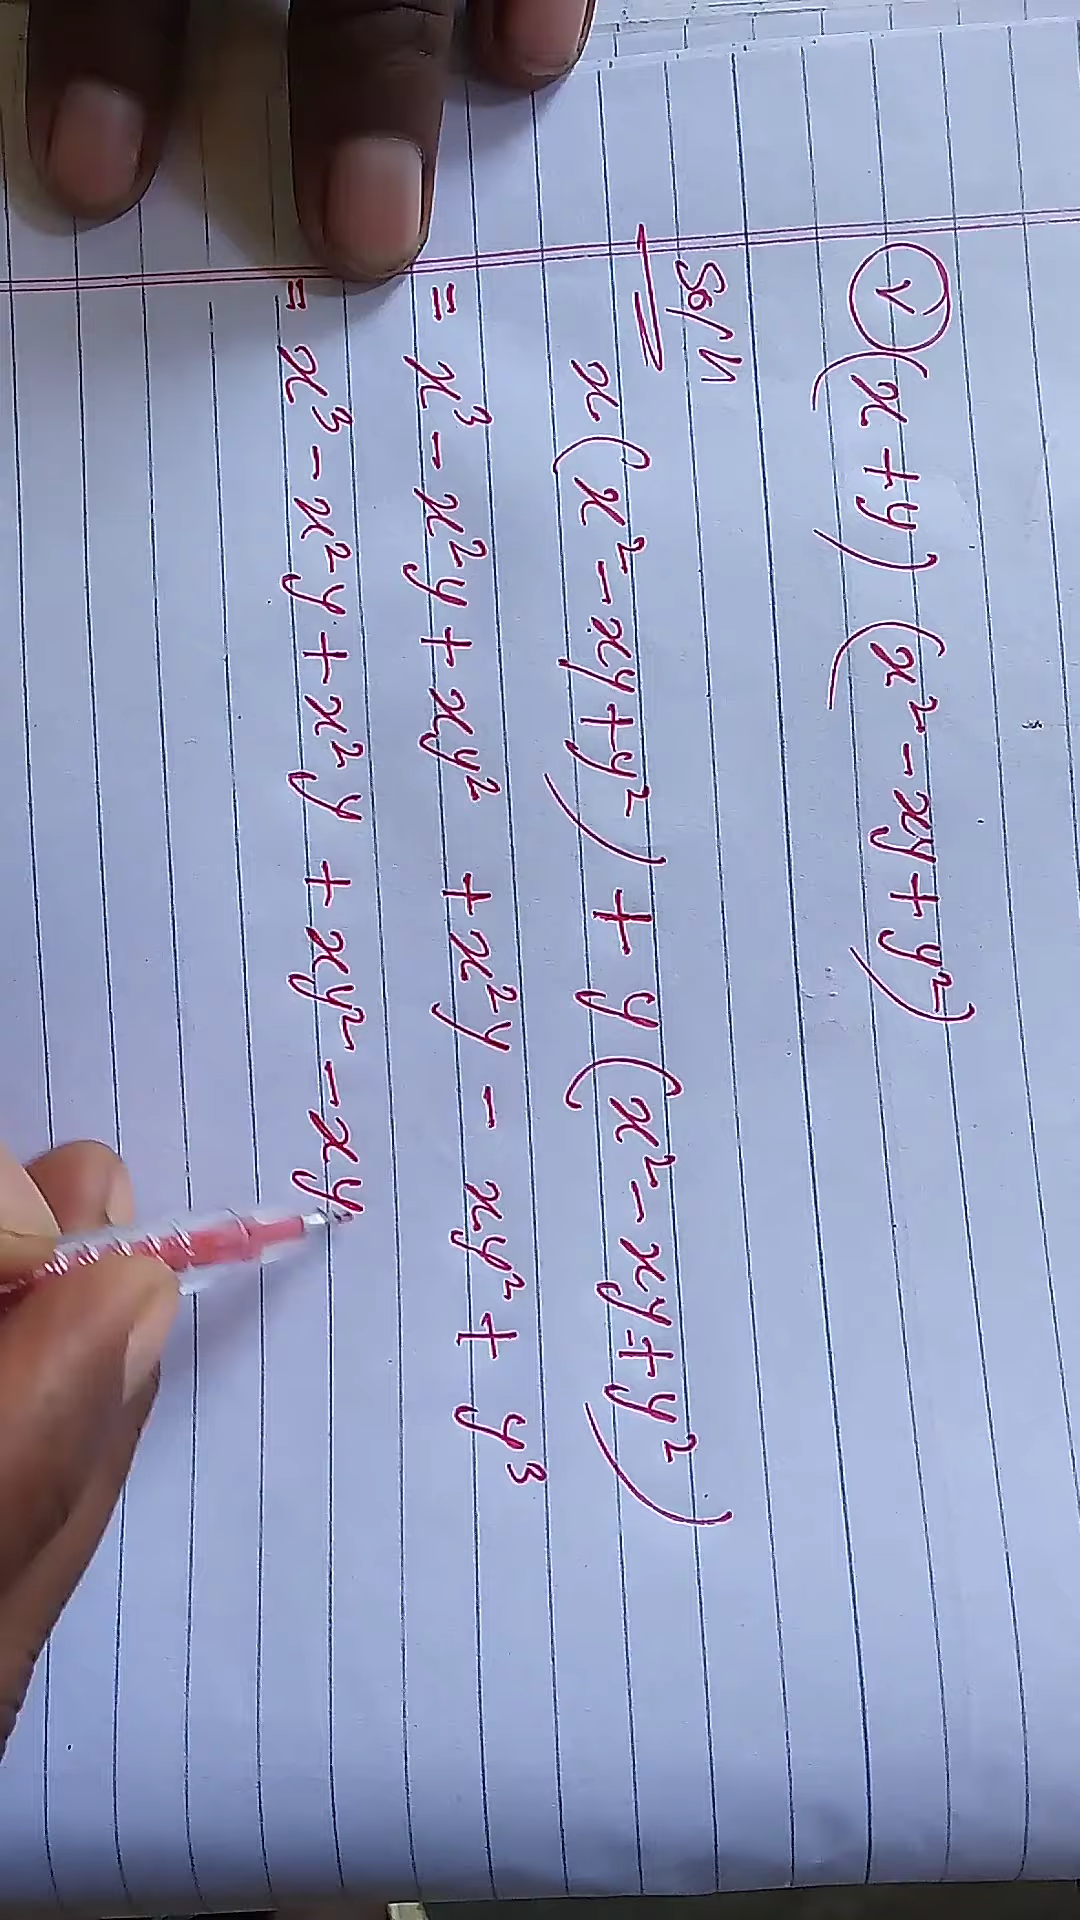 (v) (x + y) (x² - xy + y²)
Soln
x(x² - xy + y²) + y(x² - xy + y²)
= x³ - x²y + xy² + x²y - xy² + y³
= x³ - x²y + x²y + xy² - xy